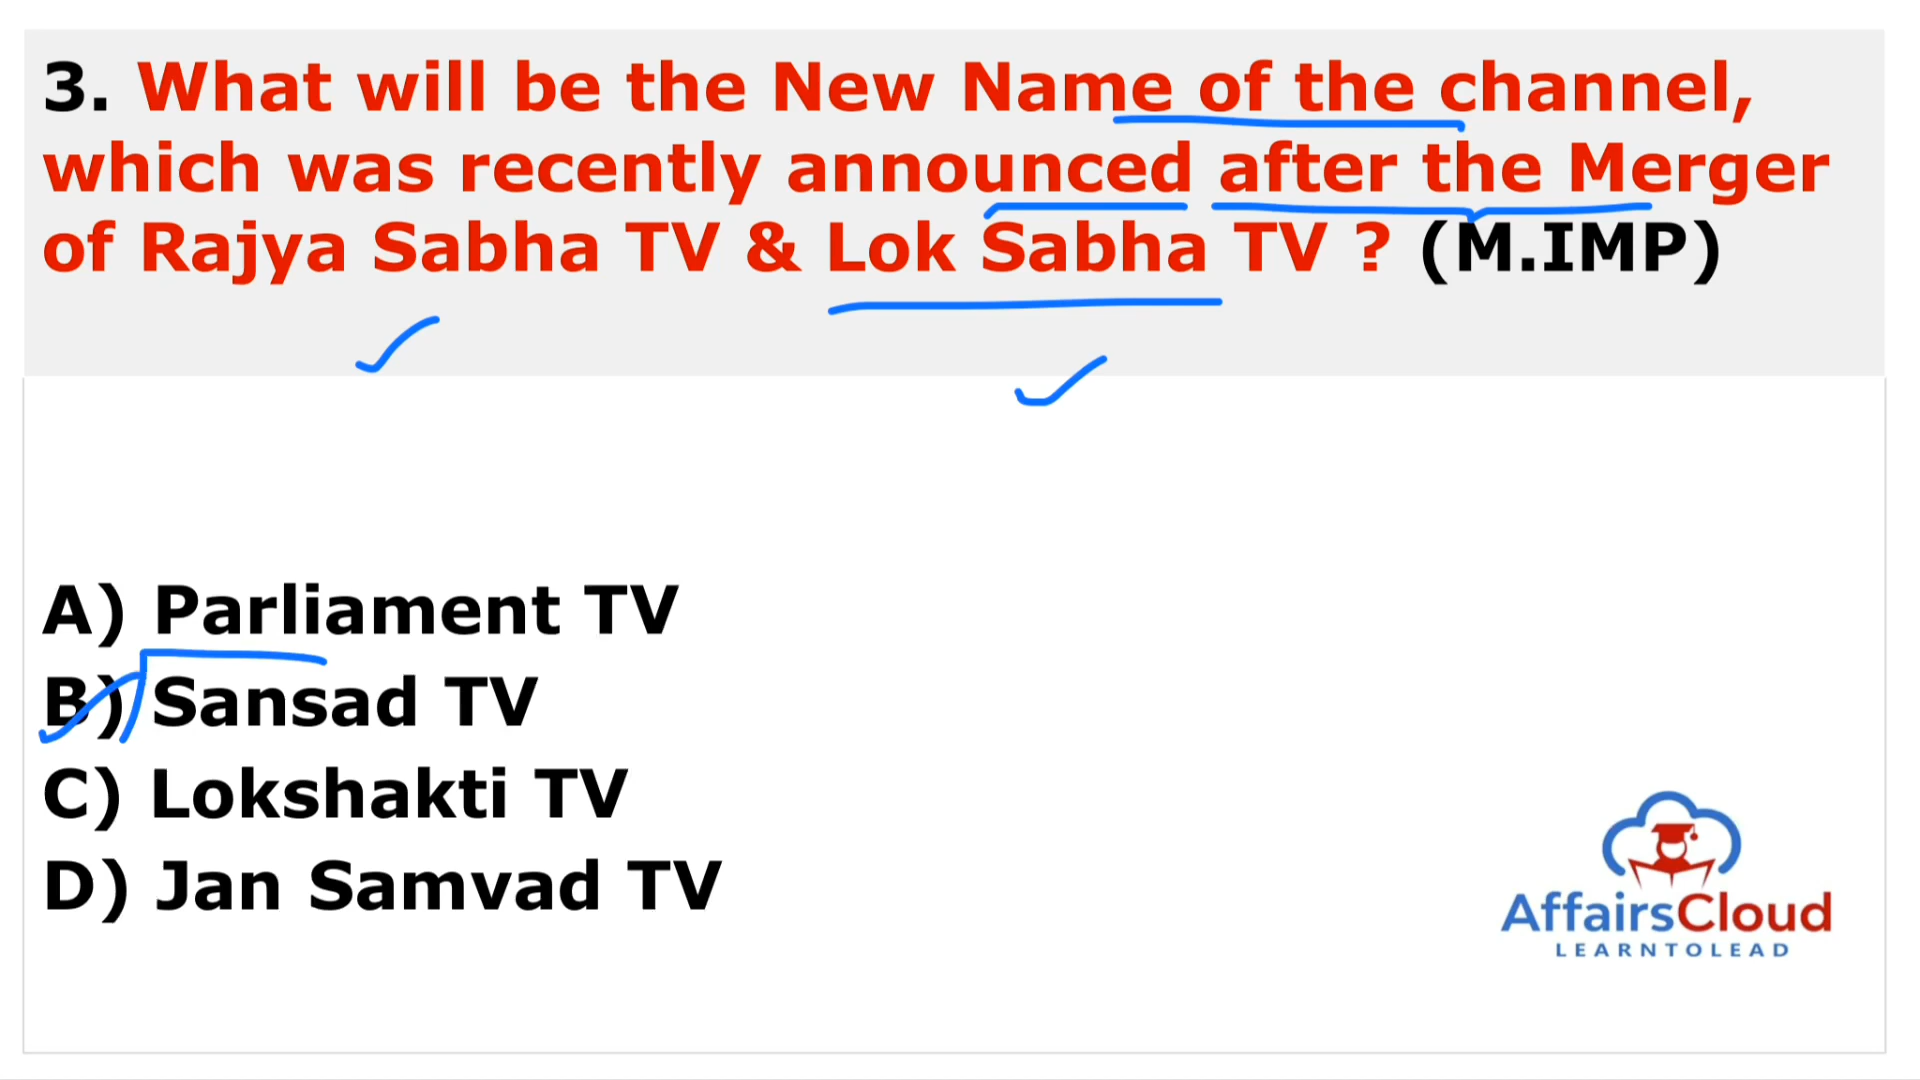 3. What will be the New Name of the channel,
which was recently announced after the Merger
of Rajya Sabha TV & Lok Sabha TV ? (M.IMP)
A) Parliament TV
B) Sansad TV
C) Lokshakti TV
D) Jan Samvad TV
AffairsCloud
LEARNTOLEAD